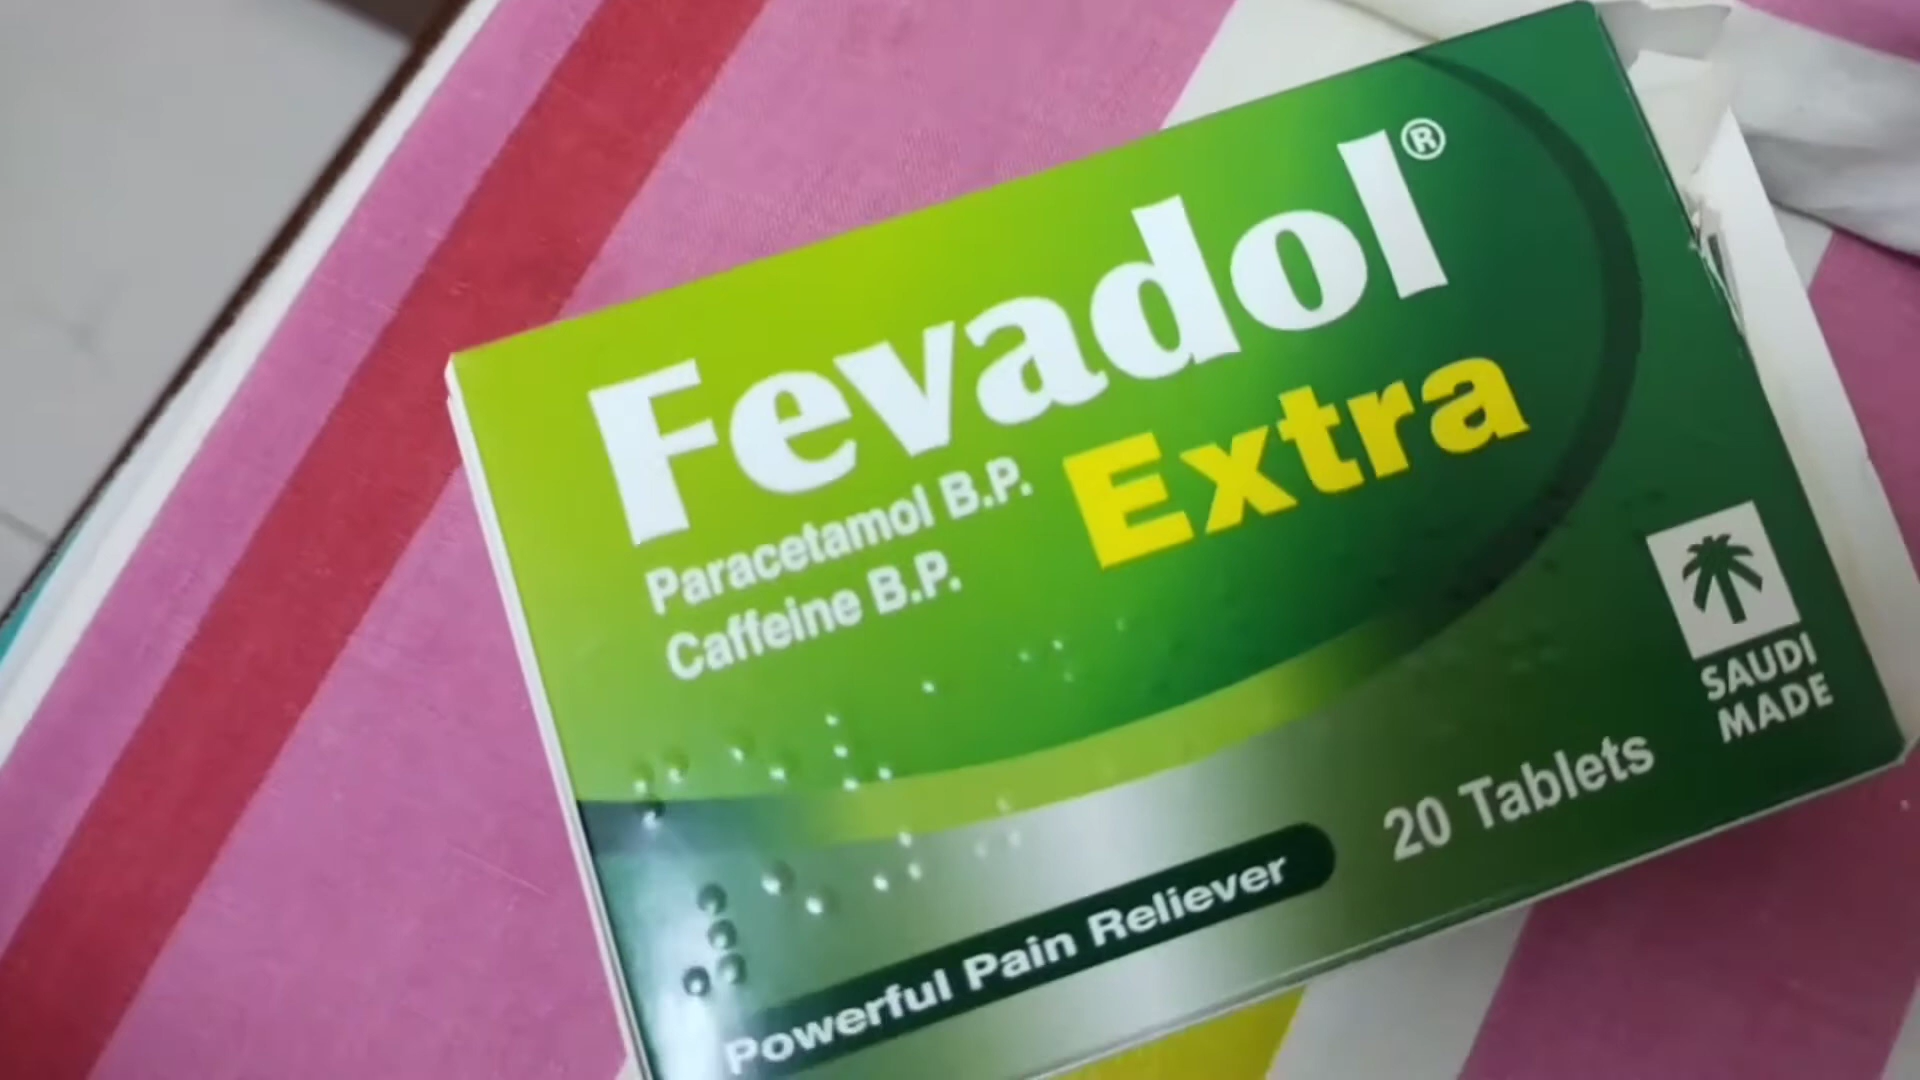 Fevadol®
Extra
Paracetamol B.P.
Caffeine B.P.
SAUDI
MADE
20 Tablets
Powerful Pain Reliever